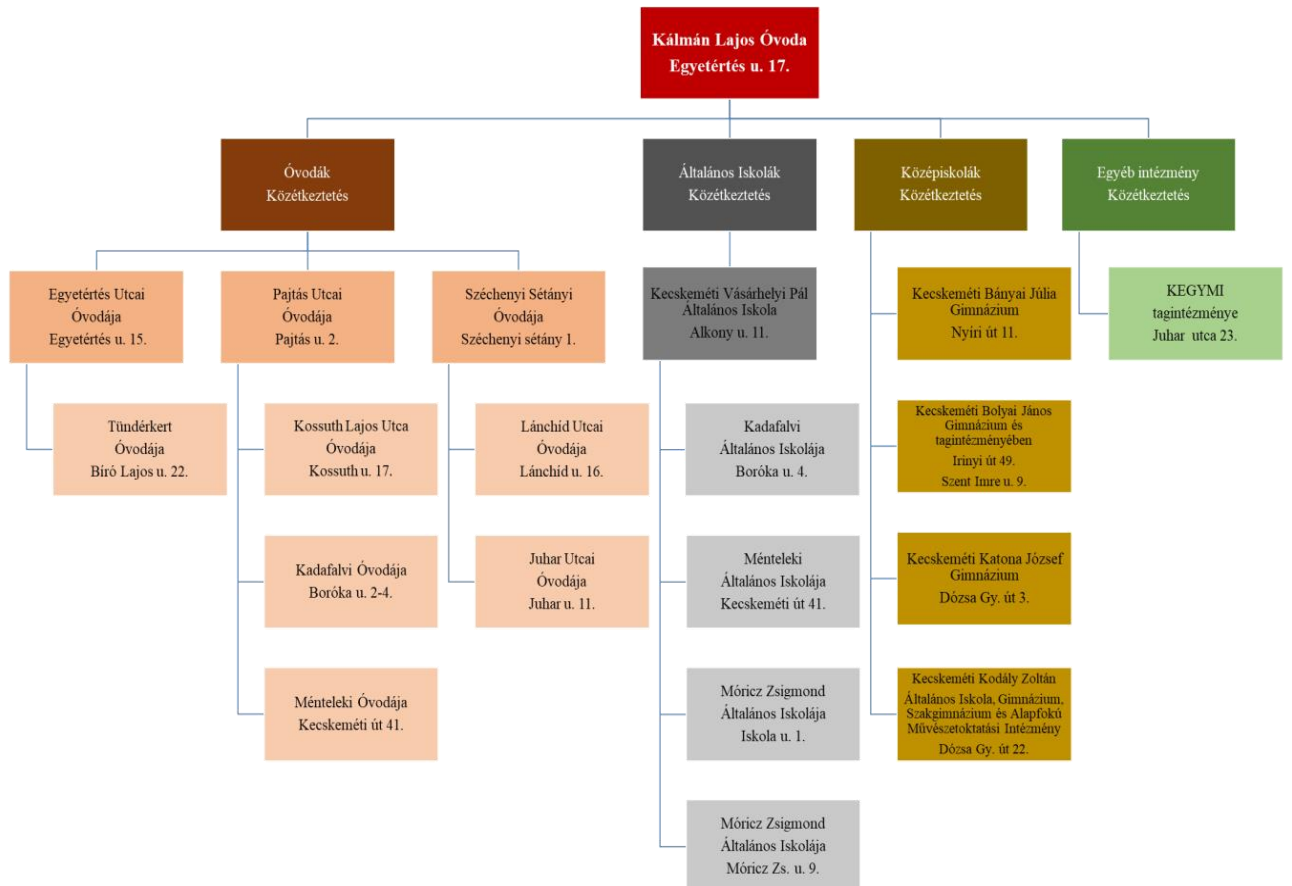 Kálmán Lajos Óvoda
Egyetértés u. 17.
Óvodák
Közétkeztetés
Általános Iskolák
Közétkeztetés
Középiskolák
Közétkeztetés
Egyéb intézmény
Közétkeztetés
Egyetértés Utcai
Óvodája
Egyetértés u. 15.
Pajtás Utcai
Óvodája
Pajtás u. 2.
Széchenyi Sétányi
Óvodája
Széchenyi sétány 1.
Kecskeméti Vásárhelyi Pál
Általános Iskola
Alkony u. 11.
Kecskeméti Bányai Júlia
Gimnázium
Nyíri út 11.
KEGYMI
tagintézménye
Juhar utca 23.
Tündérkert
Óvodája
Bíró Lajos u. 22.
Kossuth Lajos Utca
Óvodája
Kossuth u. 17.
Lánchíd Utcai
Óvodája
Lánchíd u. 16.
Kadafalvi
Általános Iskolája
Boróka u. 4.
Kecskeméti Bolyai János
Gimnázium és
tagintézményében
Irinyi út 49.
Szent Imre u. 9.
Kadafalvi Óvodája
Boróka u. 2-4.
Juhar Utcai
Óvodája
Juhar u. 11.
Ménteleki
Általános Iskolája
Kecskeméti út 41.
Kecskeméti Katona József
Gimnázium
Dózsa Gy. út 3.
Ménteleki Óvodája
Kecskeméti út 41.
Móricz Zsigmond
Általános Iskolája
Iskola u. 1.
Kecskeméti Kodály Zoltán
Általános Iskola, Gimnázium,
Szakgimnázium és Alapfokú
Művészetoktatási Intézmény
Dózsa Gy. út 22.
Móricz Zsigmond
Általános Iskolája
Móricz Zs. u. 9.